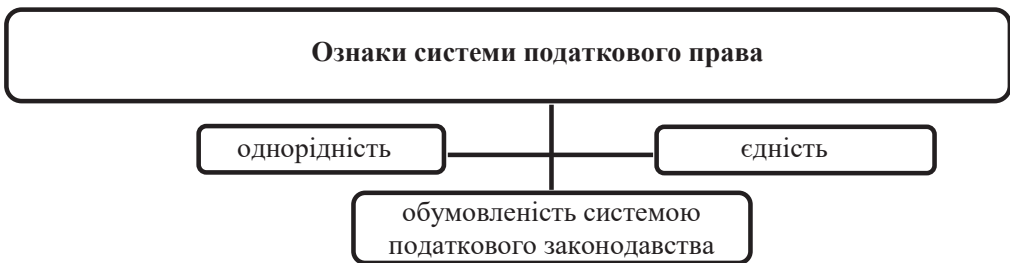 Ознаки системи податкового права
однорідність
єдність
обумовленість системою
податкового законодавства